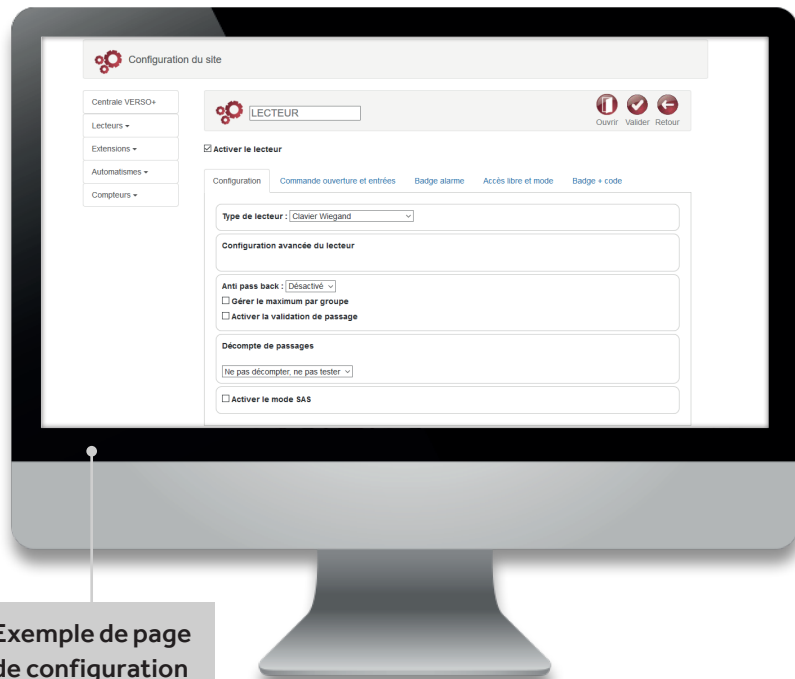 Configuration du site
Centrale VERSO+
Lecteurs
Extensions
Automatismes
Compteurs
LECTEUR
Ouvrir Valider Retour
Activer le lecteur
Configuration Commande ouverture et entrées Badge alarme Accès libre et mode Badge + code
Type de lecteur : Clavier Wiegand
Configuration avancée du lecteur
Anti pass back : Désactivé
Gérer le maximum par groupe
Activer la validation de passage
Décompte de passages
Ne pas décompter, ne pas tester
Activer le mode SAS
Exemple de page
de configuration